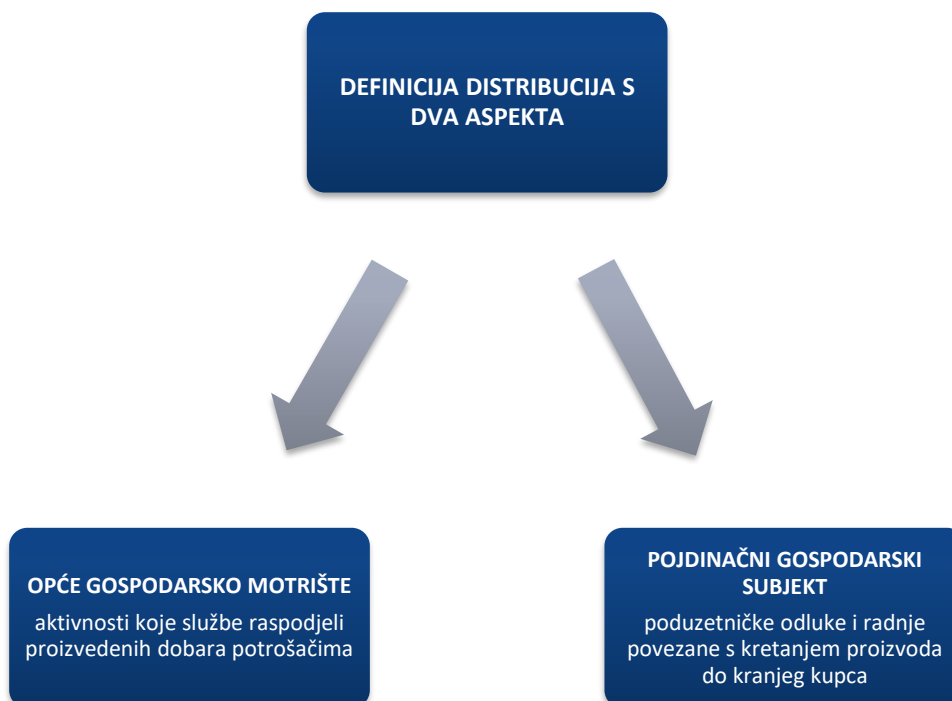 DEFINICIJA DISTRIBUCIJA S
DVA ASPEKTA
OPĆE GOSPODARSKO MOTRIŠTE
aktivnosti koje služe raspodjeli
proizvedenih dobara potrošačima
POJDINAČNI GOSPODARSKI
SUBJEKT
poduzetničke odluke i radnje
povezane s kretanjem proizvoda
do kranjeg kupca